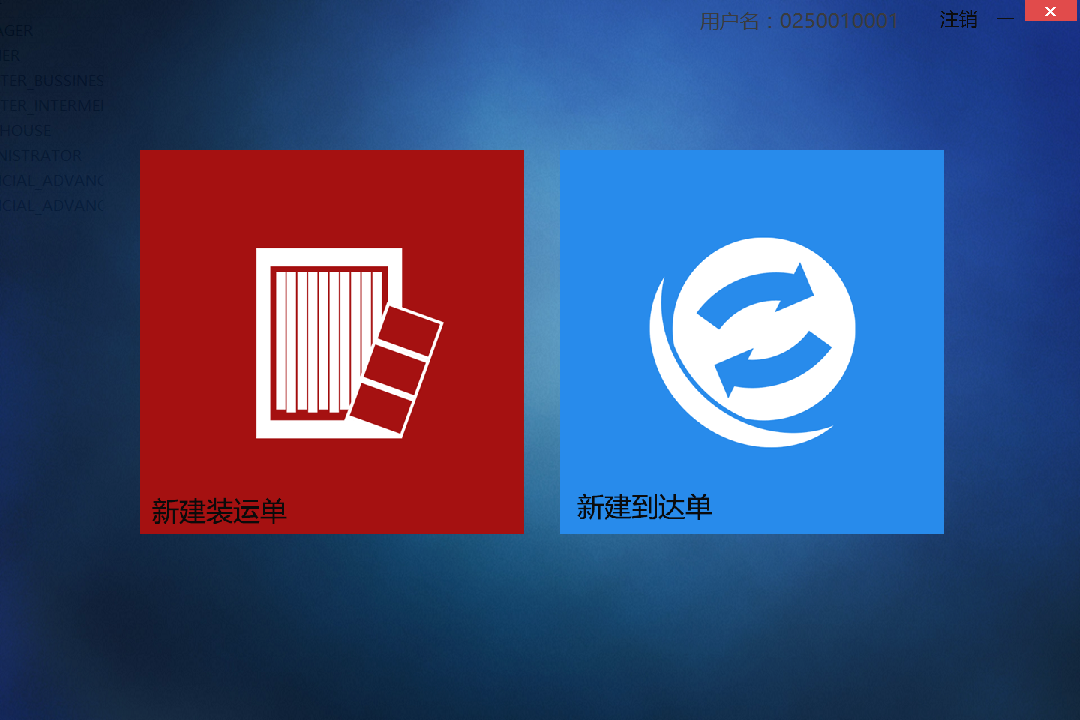 用户名：0250010001
注销
AGER
ER
TER_BUSSINES
TER_INTERME
HOUSE
NISTRATOR
CIAL_ADVANC
CIAL_ADVANC
新建装运单
新建到达单